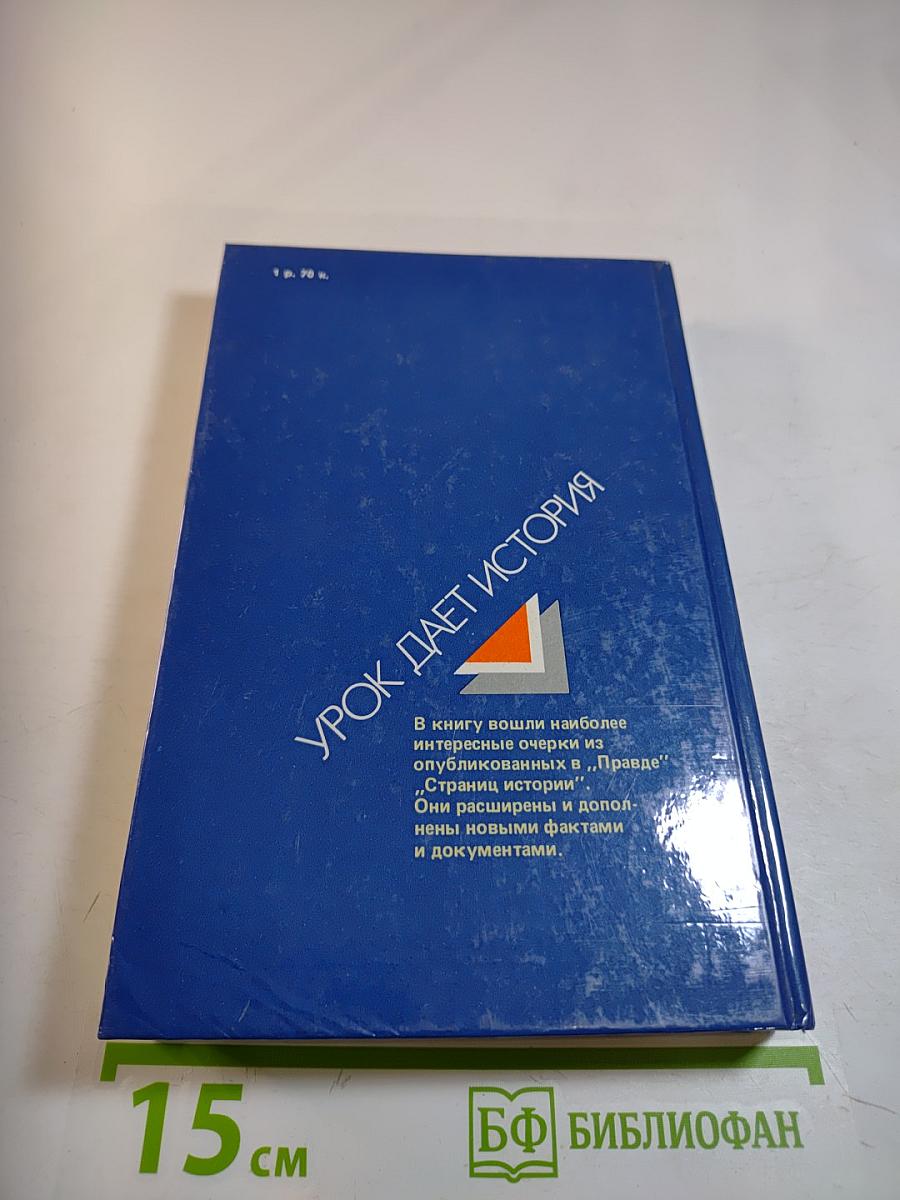 1 р. 70 к.
УРОК ДАЕТ ИСТОРИЯ
В книгу вошли наиболее
интересные очерки из
опубликованных в „Правде"
„Страниц истории".
Они расширены и допол-
нены новыми фактами
и документами.
15 см
БФ БИБЛИОФАН